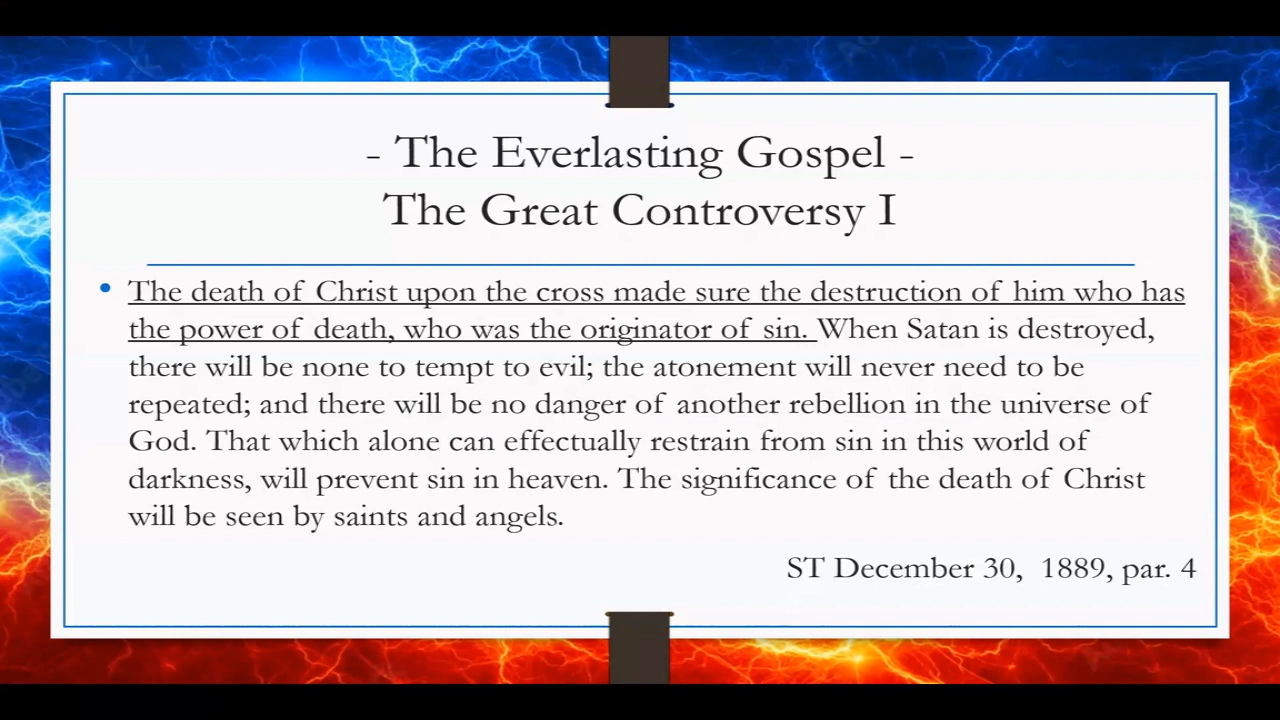 - The Everlasting Gospel -
The Great Controversy I
• The death of Christ upon the cross made sure the destruction of him who has
the power of death, who was the originator of sin. When Satan is destroyed,
there will be none to tempt to evil; the atonement will never need to be
repeated; and there will be no danger of another rebellion in the universe of
God. That which alone can effectually restrain from sin in this world of
darkness, will prevent sin in heaven. The significance of the death of Christ
will be seen by saints and angels.
ST December 30, 1889, par. 4